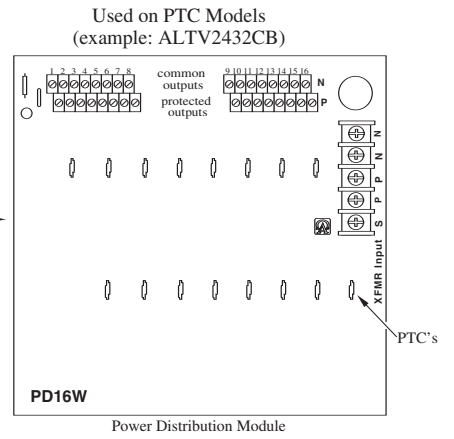 Used on PTC Models
(example: ALTV2432CB)
1 2 3 4 5 6 7 8
common outputs
9 10 11 12 13 14 15 16
N
protected outputs
P
N
N
P
P
S
XFMR Input
PTC's
PD16W
Power Distribution Module